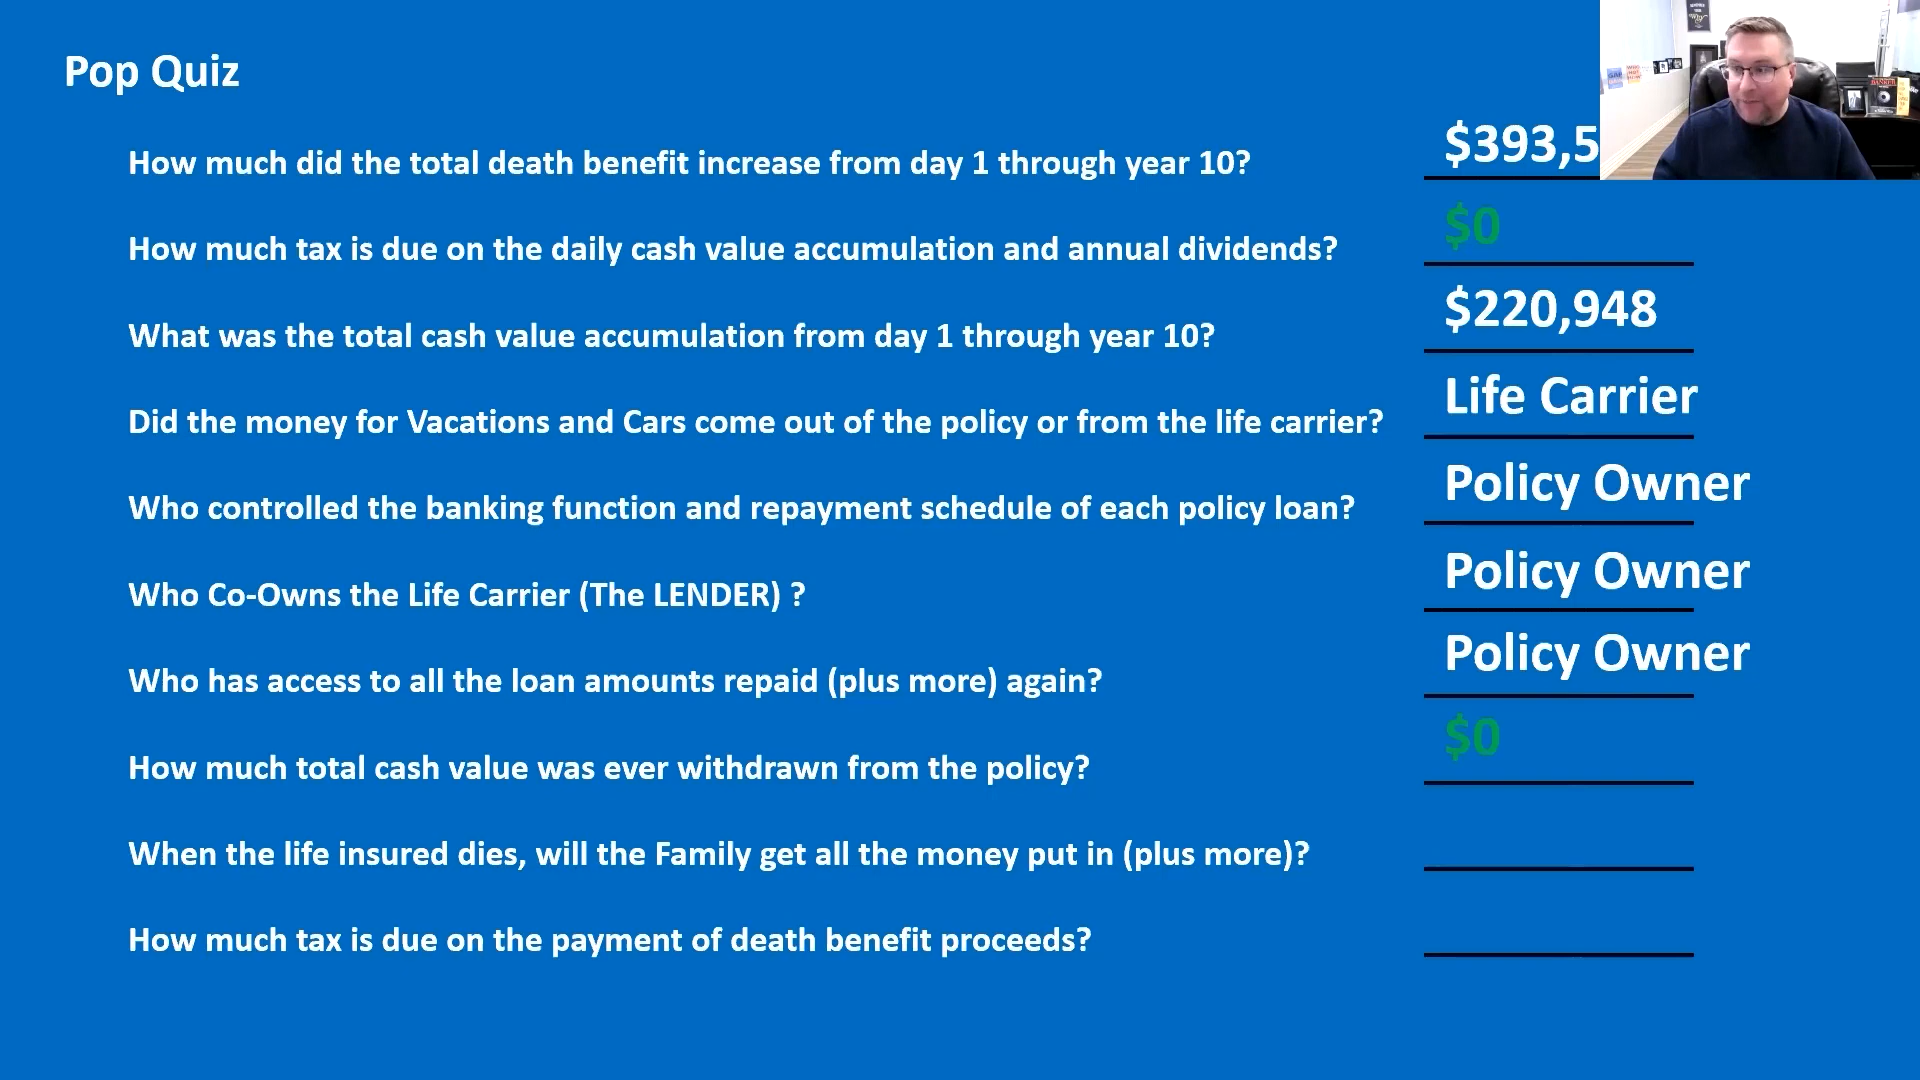 Pop Quiz
How much did the total death benefit increase from day 1 through year 10?
$393,5
How much tax is due on the daily cash value accumulation and annual dividends?
$0
What was the total cash value accumulation from day 1 through year 10?
$220,948
Did the money for Vacations and Cars come out of the policy or from the life carrier?
Life Carrier
Who controlled the banking function and repayment schedule of each policy loan?
Policy Owner
Who Co-Owns the Life Carrier (The LENDER) ?
Policy Owner
Who has access to all the loan amounts repaid (plus more) again?
Policy Owner
How much total cash value was ever withdrawn from the policy?
$0
When the life insured dies, will the Family get all the money put in (plus more)?
How much tax is due on the payment of death benefit proceeds?